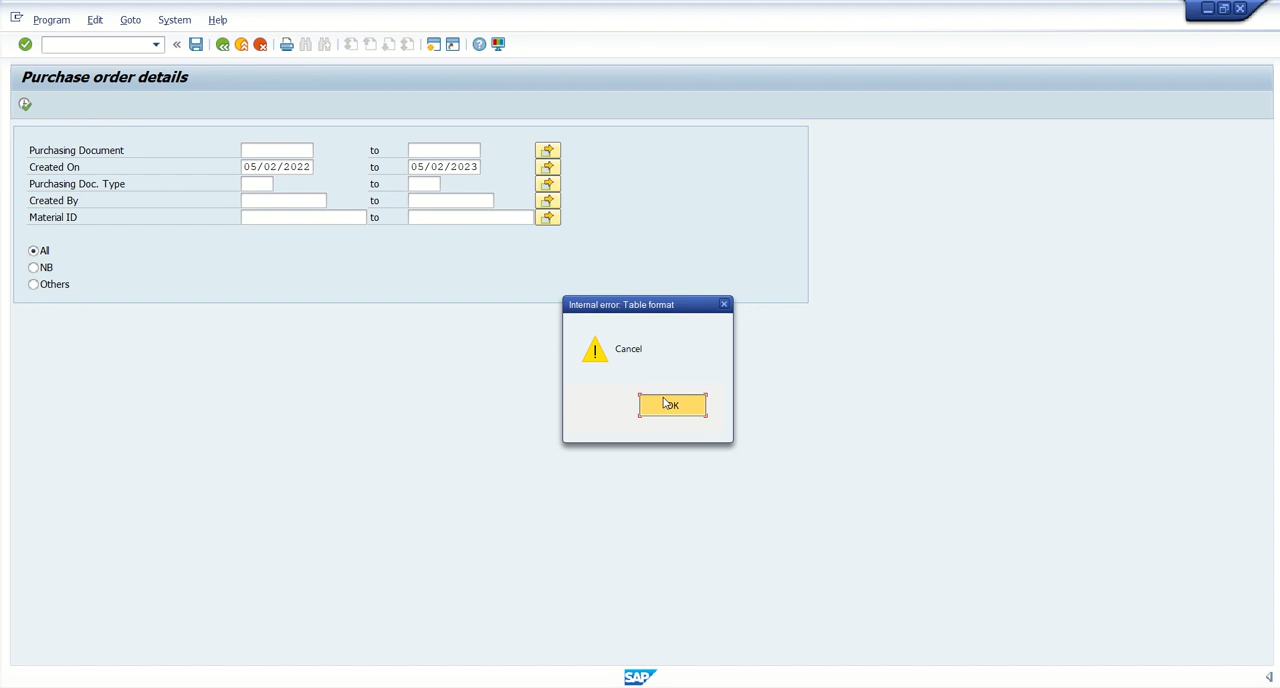 Program Edit Goto System Help
Purchase order details
Purchasing Document to
Created On 05/02/2022 to 05/02/2023
Purchasing Doc. Type to
Created By to
Material ID to
All
NB
Others
Internal error: Table format
Cancel
OK
SAP